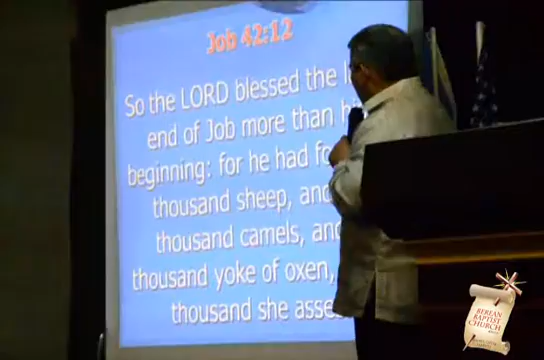 Job 42:12
So the LORD blessed the
end of Job more than
beginning: for he had
thousand sheep, and
thousand camels, and
thousand yoke of oxen,
thousand she asse
BEREAN
BAPTIST
CHURCH